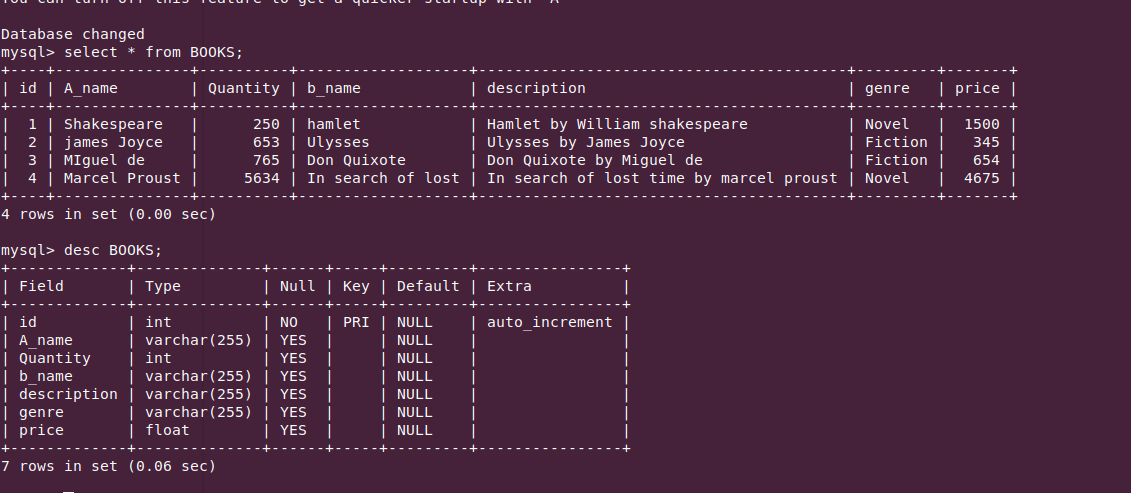 You can turn off this feature to get a quicker startup with -A
Database changed
mysql> select * from BOOKS;
+----+---------------+----------+------------------+-----------------------------------------+---------+-------+
| id | A_name        | Quantity | b_name           | description                             | genre   | price |
+----+---------------+----------+------------------+-----------------------------------------+---------+-------+
|  1 | Shakespeare   |      250 | hamlet           | Hamlet by William shakespeare           | Novel   |  1500 |
|  2 | james Joyce   |      653 | Ulysses          | Ulysses by James Joyce                  | Fiction |   345 |
|  3 | MIguel de     |      765 | Don Quixote      | Don Quixote by Miguel de                | Fiction |   654 |
|  4 | Marcel Proust |     5634 | In search of lost | In search of lost time by marcel proust | Novel   |  4675 |
+----+---------------+----------+------------------+-----------------------------------------+---------+-------+
4 rows in set (0.00 sec)
mysql> desc BOOKS;
+-------------+--------------+------+-----+---------+----------------+
| Field       | Type         | Null | Key | Default | Extra          |
+-------------+--------------+------+-----+---------+----------------+
| id          | int          | NO   | PRI | NULL    | auto_increment |
| A_name      | varchar(255) | YES  |     | NULL    |                |
| Quantity    | int          | YES  |     | NULL    |                |
| b_name      | varchar(255) | YES  |     | NULL    |                |
| description | varchar(255) | YES  |     | NULL    |                |
| genre       | varchar(255) | YES  |     | NULL    |                |
| price       | float        | YES  |     | NULL    |                |
+-------------+--------------+------+-----+---------+----------------+
7 rows in set (0.06 sec)